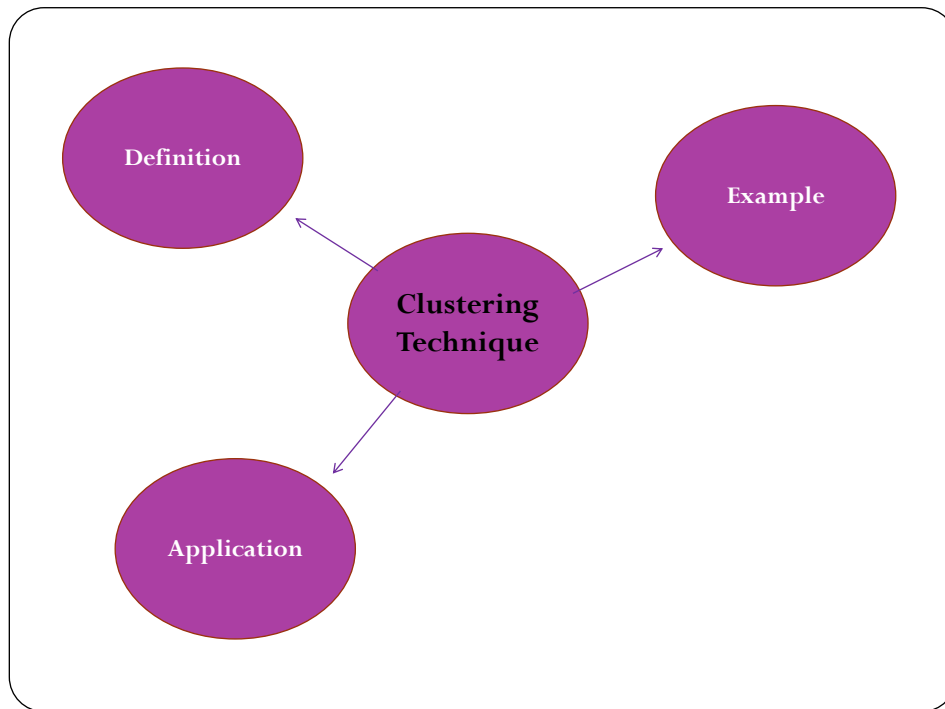 Definition
Example
Clustering
Technique
Application